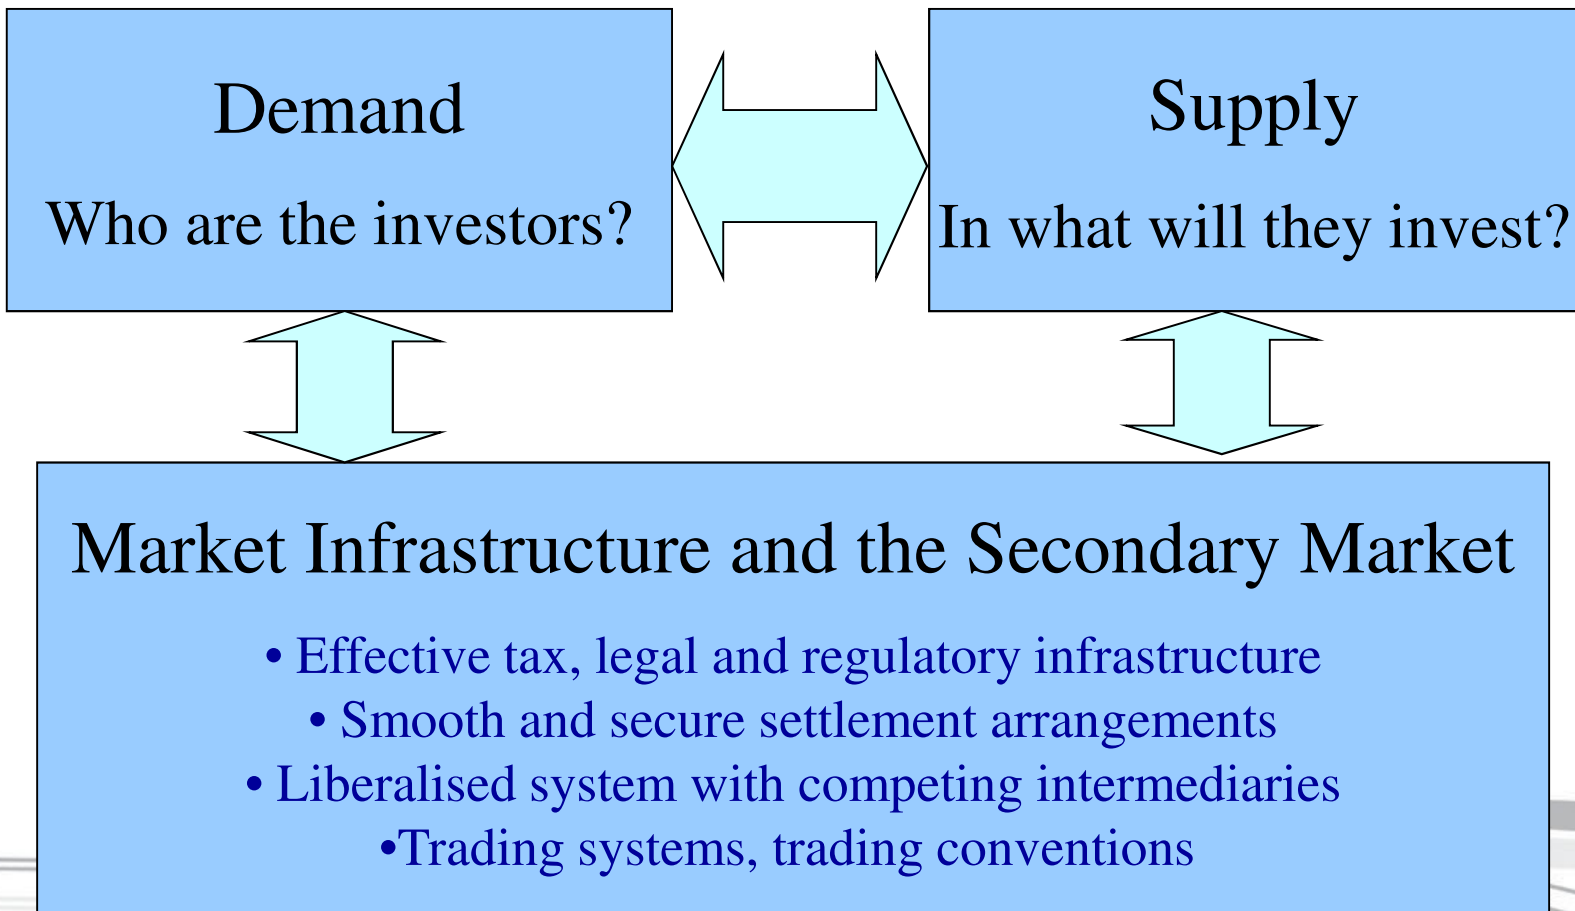 Demand
Who are the investors?
Supply
In what will they invest?
Market Infrastructure and the Secondary Market
• Effective tax, legal and regulatory infrastructure
• Smooth and secure settlement arrangements
• Liberalised system with competing intermediaries
•Trading systems, trading conventions